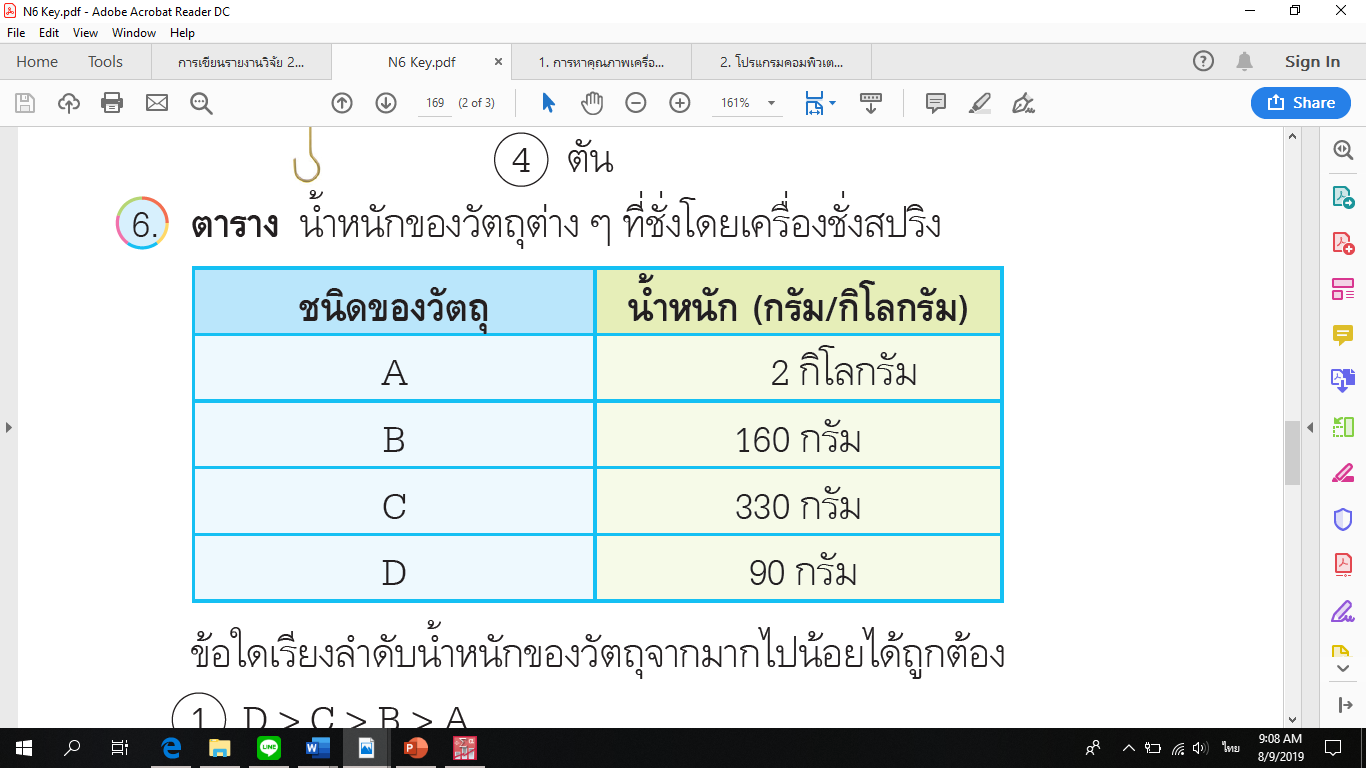 N6 Key.pdf - Adobe Acrobat Reader DC
File Edit View Window Help
Home Tools การเขียนรายงานวิจัย 2... N6 Key.pdf × 1. การหาคุณภาพเครื่อ... 2. โปรแกรมคอมพิวเต... Sign In
169 (2 of 3) 161% Share
4 ตัน
6. ตาราง น้ำหนักของวัตถุต่าง ๆ ที่ชั่งโดยเครื่องชั่งสปริง
ชนิดของวัตถุ น้ำหนัก (กรัม/กิโลกรัม)
A 2 กิโลกรัม
B 160 กรัม
C 330 กรัม
D 90 กรัม
ข้อใดเรียงลำดับน้ำหนักของวัตถุจากมากไปน้อยได้ถูกต้อง
1 D > C > B > A
ไทย 9:08 AM
8/9/2019